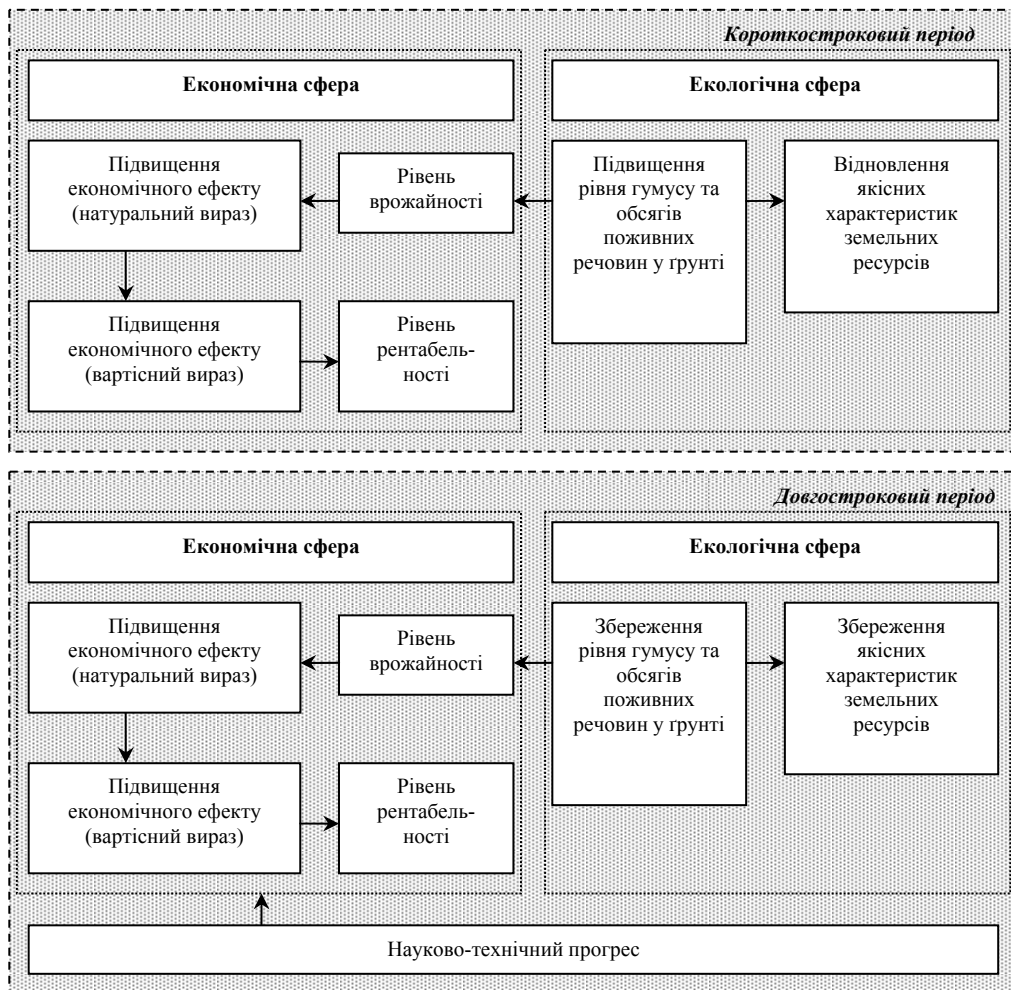 Короткостроковий період
Економічна сфера
Екологічна сфера
Підвищення
економічного ефекту
(натуральний вираз)
Рівень
врожайності
Підвищення
рівня гумусу та
обсягів
поживних
речовин у ґрунті
Відновлення
якісних
характеристик
земельних
ресурсів
Підвищення
економічного ефекту
(вартісний вираз)
Рівень
рентабель-
ності
Довгостроковий період
Економічна сфера
Екологічна сфера
Підвищення
економічного ефекту
(натуральний вираз)
Рівень
врожайності
Збереження
рівня гумусу та
обсягів
поживних
речовин у ґрунті
Збереження
якісних
характеристик
земельних
ресурсів
Підвищення
економічного ефекту
(вартісний вираз)
Рівень
рентабель-
ності
Науково-технічний прогрес